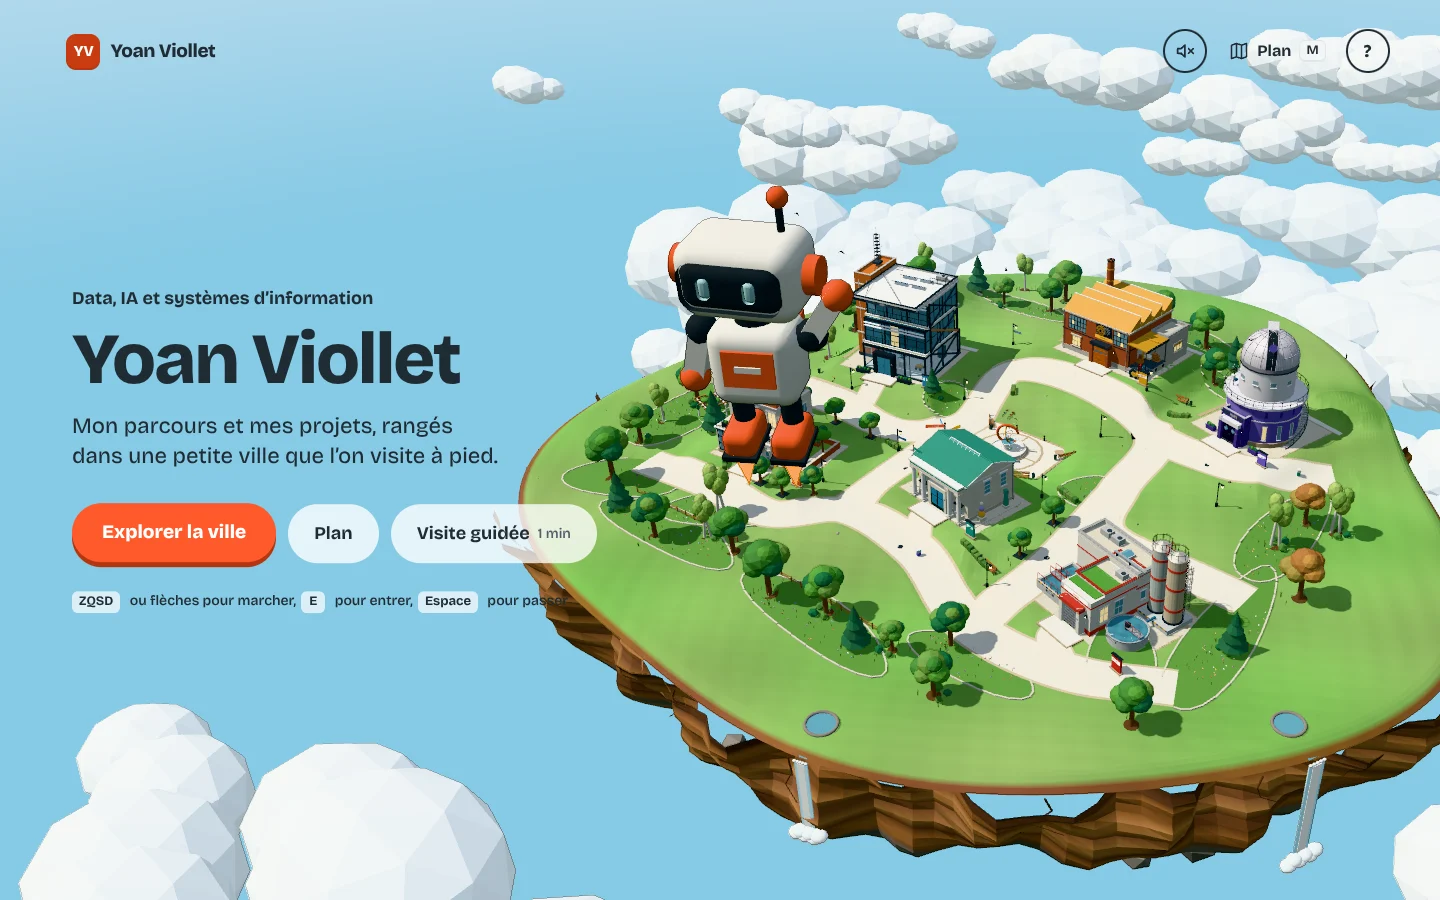 YV Yoan Viollet
Plan M ?
Data, IA et systèmes d'information
Yoan Viollet
Mon parcours et mes projets, rangés
dans une petite ville que l'on visite à pied.
Explorer la ville Plan Visite guidée 1 min
ZQSD ou flèches pour marcher, E pour entrer, Espace pour passer